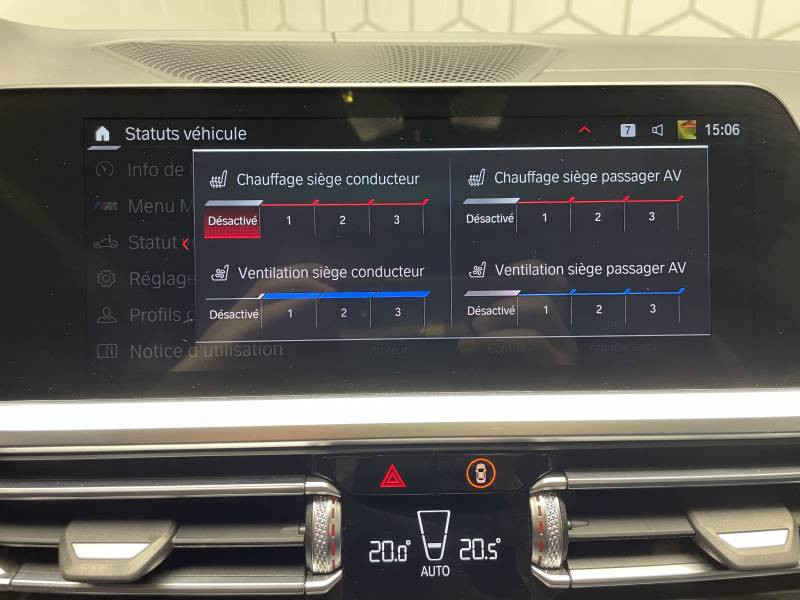 Statuts véhicule
7
15:06
Info de
Menu M
Statut
Réglage
Profils
Notice d'utilisation
Chauffage siège conducteur
Désactivé 1 2 3
Chauffage siège passager AV
Désactivé 1 2 3
Ventilation siège conducteur
Désactivé 1 2 3
Ventilation siège passager AV
Désactivé 1 2 3
moteur
maintenance
20.0° 20.5°
AUTO